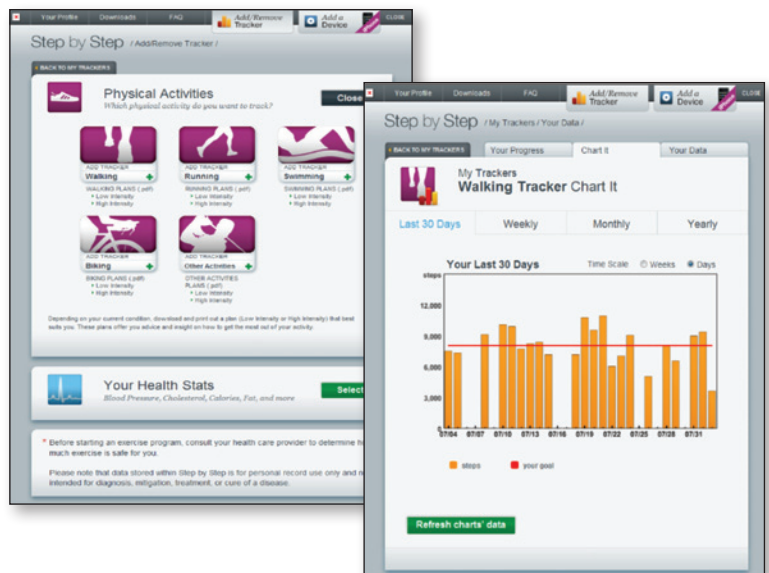 Your Profile Downloads FAQ Add/Remove Tracker Add a Device CLOSE
Step by Step / Add/Remove Tracker /
BACK TO MY TRACKERS
Physical Activities
Which physical activity do you want to track?
Close
ADD TRACKER
Walking
WALKING PLANS (.pdf)
Low Intensity
High Intensity
ADD TRACKER
Running
RUNNING PLANS (.pdf)
Low Intensity
High Intensity
ADD TRACKER
Swimming
SWIMMING PLANS (.pdf)
Low Intensity
High Intensity
ADD TRACKER
Biking
BIKING PLANS (.pdf)
Low Intensity
High Intensity
ADD TRACKER
Other Activities
OTHER ACTIVITIES
PLANS (.pdf)
Low Intensity
High Intensity
Depending on your current condition, download and print out a plan (Low Intensity or High Intensity) that best
suits you. These plans offer you advice and insight on how to get the most out of your activity.
Your Health Stats
Blood Pressure, Cholesterol, Calories, Fat, and more
Select
* Before starting an exercise program, consult your health care provider to determine
much exercise is safe for you.
Please note that data stored within Step by Step is for personal record use only and
intended for diagnosis, mitigation, treatment, or cure of a disease.
Your Profile Downloads FAQ Add/Remove Tracker Add a Device CLOSE
Step by Step / My Trackers / Your Data /
BACK TO MY TRACKERS Your Progress Chart It Your Data
My Trackers
Walking Tracker Chart It
Last 30 Days Weekly Monthly Yearly
Your Last 30 Days Time Scale Weeks Days
steps
12,000
9,000
6,000
3,000
0
07/04 07/07 07/10 07/13 07/16 07/19 07/22 07/25 07/28 07/31
steps your goal
Refresh charts' data